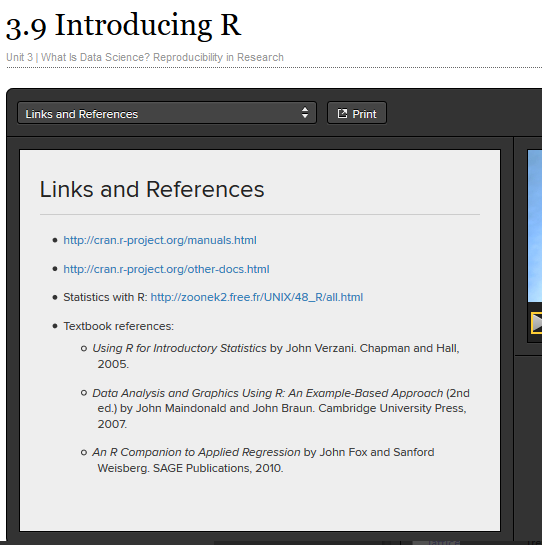 3.9 Introducing R
Unit 3 | What Is Data Science? Reproducibility in Research
Links and References
Print
Links and References
http://cran.r-project.org/manuals.html
http://cran.r-project.org/other-docs.html
Statistics with R: http://zoonek2.free.fr/UNIX/48_R/all.html
Textbook references:
Using R for Introductory Statistics by John Verzani. Chapman and Hall,
2005.
Data Analysis and Graphics Using R: An Example-Based Approach (2nd
ed.) by John Maindonald and John Braun. Cambridge University Press,
2007.
An R Companion to Applied Regression by John Fox and Sanford
Weisberg. SAGE Publications, 2010.